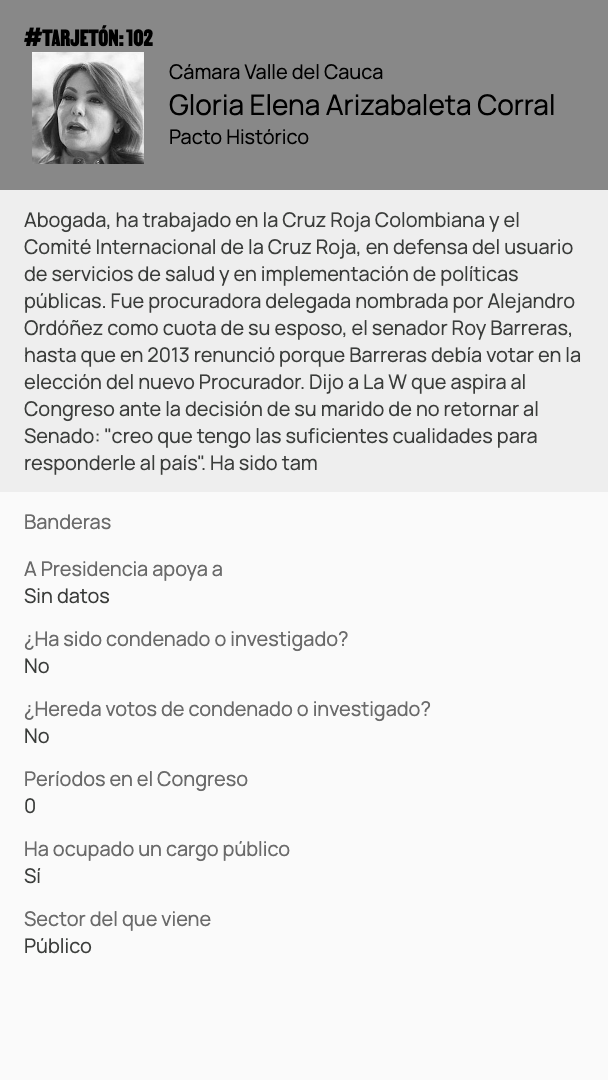 #TARJETÓN: 102
Cámara Valle del Cauca
Gloria Elena Arizabaleta Corral
Pacto Histórico
Abogada, ha trabajado en la Cruz Roja Colombiana y el
Comité Internacional de la Cruz Roja, en defensa del usuario
de servicios de salud y en implementación de políticas
públicas. Fue procuradora delegada nombrada por Alejandro
Ordóñez como cuota de su esposo, el senador Roy Barreras,
hasta que en 2013 renunció porque Barreras debía votar en la
elección del nuevo Procurador. Dijo a La W que aspira al
Congreso ante la decisión de su marido de no retornar al
Senado: "creo que tengo las suficientes cualidades para
responderle al país". Ha sido tam
Banderas
A Presidencia apoya a
Sin datos
¿Ha sido condenado o investigado?
No
¿Hereda votos de condenado o investigado?
No
Períodos en el Congreso
0
Ha ocupado un cargo público
Sí
Sector del que viene
Público